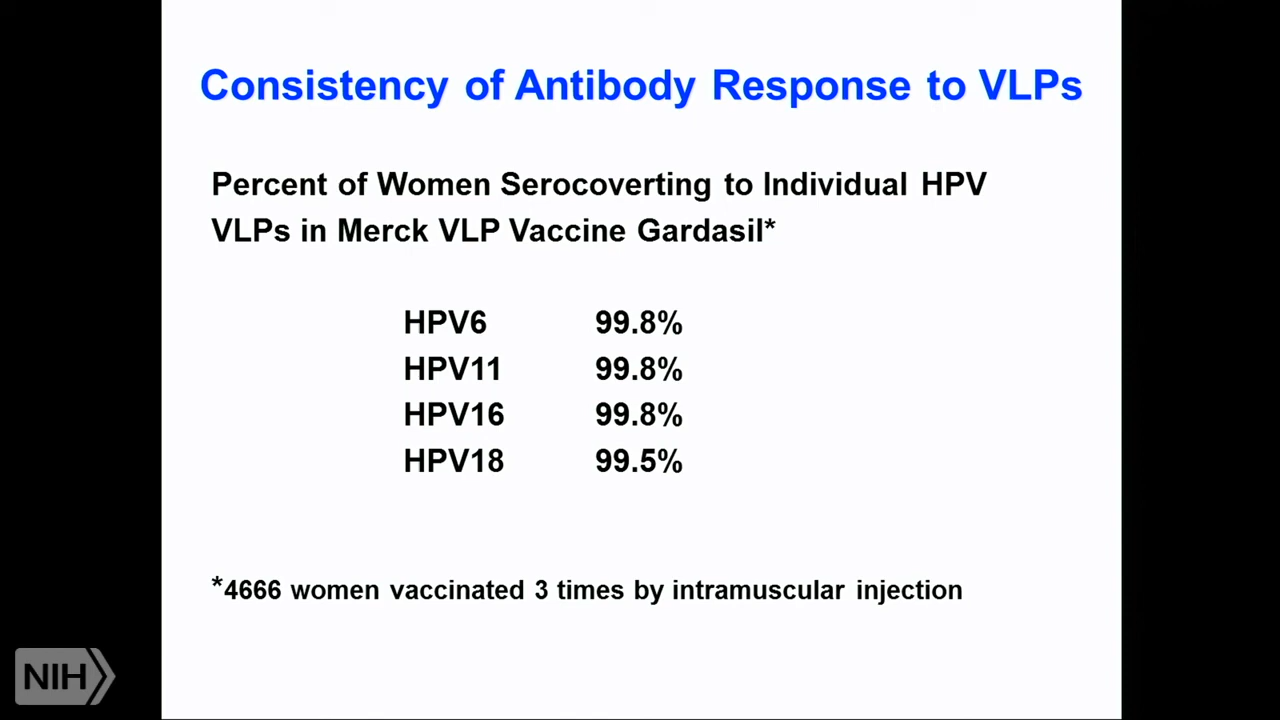 Consistency of Antibody Response to VLPs
Percent of Women Serocoverting to Individual HPV
VLPs in Merck VLP Vaccine Gardasil*
HPV6 99.8%
HPV11 99.8%
HPV16 99.8%
HPV18 99.5%
*4666 women vaccinated 3 times by intramuscular injection
NIH